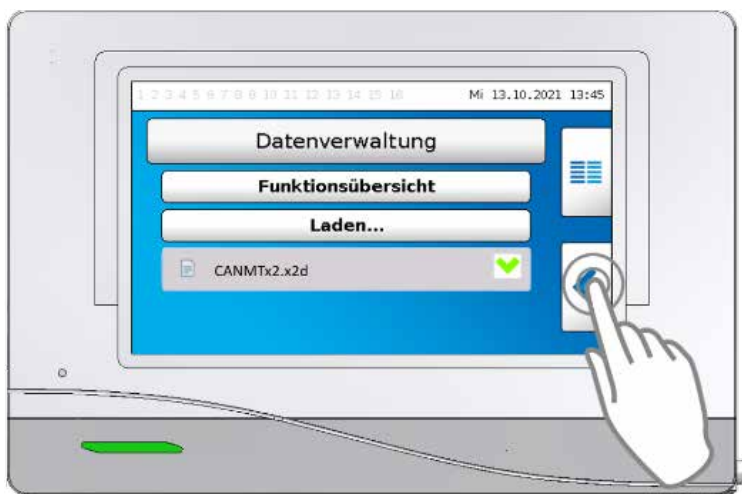 1 2 3 4 5 6 7 8 9 10 11 12 13 14 15 16 Mi 13.10.2021 13:45
Datenverwaltung
Funktionsübersicht
Laden...
CANMTx2.x2d